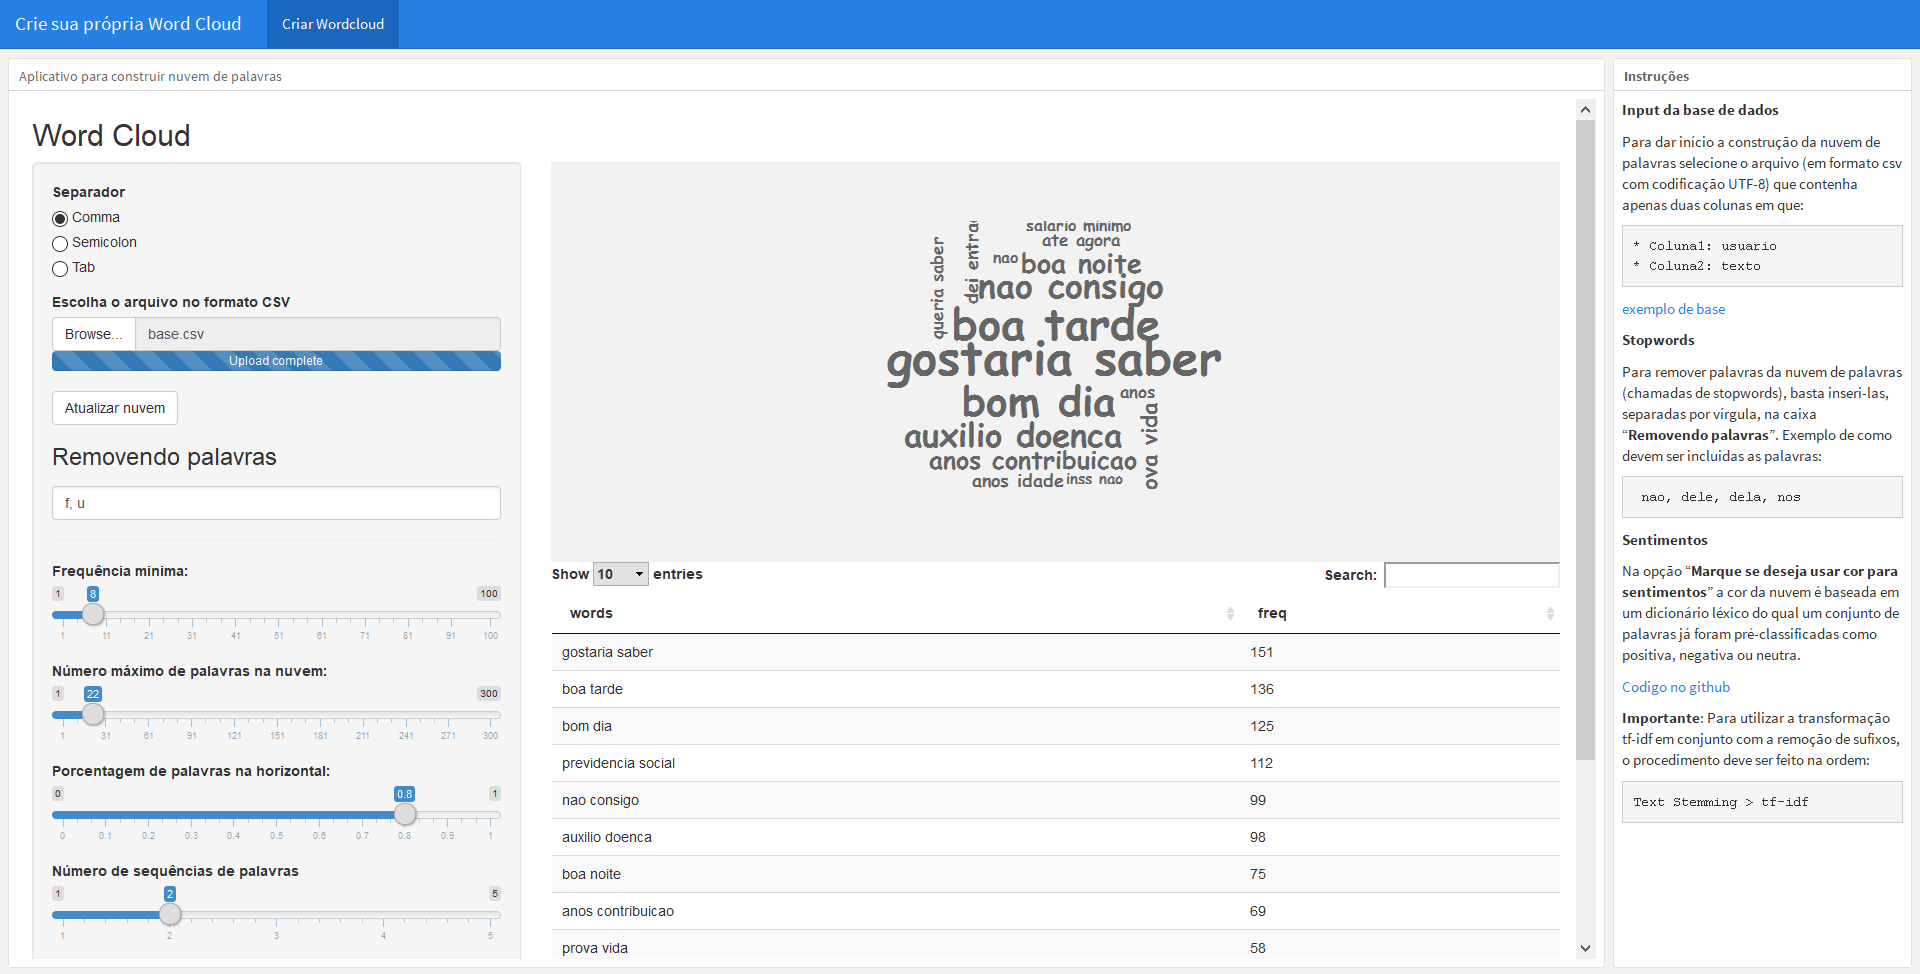 Crie sua própria Word Cloud
Criar Wordcloud
Aplicativo para construir nuvem de palavras
Word Cloud
Separador
Comma
Semicolon
Tab
Escolha o arquivo no formato CSV
Browse... base.csv
Upload complete
Atualizar nuvem
Removendo palavras
f, u
Frequência minima:
1 8 100
1 11 21 31 41 51 61 71 81 91 100
Número máximo de palavras na nuvem:
1 22 300
1 31 61 91 121 151 181 211 241 271 300
Porcentagem de palavras na horizontal:
0 0.8 1
0 0.1 0.2 0.3 0.4 0.5 0.6 0.7 0.8 0.9 1
Número de sequências de palavras
1 2 5
1 2 3 4 5
salario minimo
ate agora
queria saber
dei entra
nao
boa noite
nao consigo
boa tarde
gostaria saber
bom dia
anos
auxilio doenca
ova vida
anos contribuicao
anos idade
inss nao
Show 10 entries
Search:
words freq
gostaria saber 151
boa tarde 136
bom dia 125
previdencia social 112
nao consigo 99
auxilio doenca 98
boa noite 75
anos contribuicao 69
prova vida 58
Instruções
Input da base de dados
Para dar início a construção da nuvem de
palavras selecione o arquivo (em formato csv
com codificação UTF-8) que contenha
apenas duas colunas em que:
* Coluna1: usuario
* Coluna2: texto
exemplo de base
Stopwords
Para remover palavras da nuvem de palavras
(chamadas de stopwords), basta inseri-las,
separadas por vírgula, na caixa
“Removendo palavras”. Exemplo de como
devem ser incluidas as palavras:
nao, dele, dela, nos
Sentimentos
Na opção “Marque se deseja usar cor para
sentimentos” a cor da nuvem é baseada em
um dicionário léxico do qual um conjunto de
palavras já foram pré-classificadas como
positiva, negativa ou neutra.
Codigo no github
Importante: Para utilizar a transformação
tf-idf em conjunto com a remoção de sufixos,
o procedimento deve ser feito na ordem:
Text Stemming > tf-idf